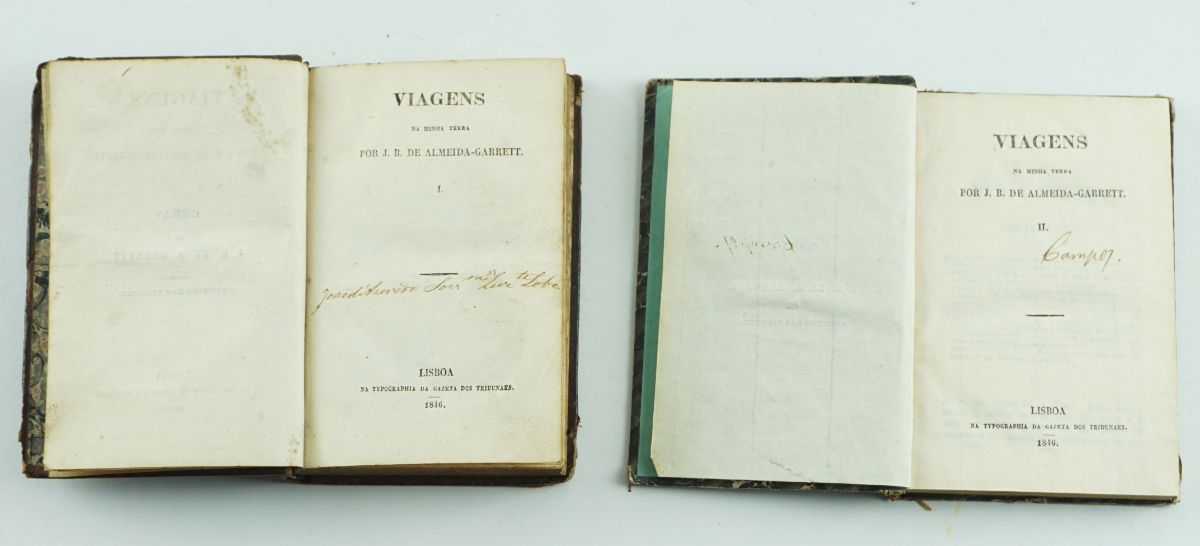 VIAGENS
NA MINHA TERRA
POR J. B. DE ALMEIDA-GARRETT.
I.
Lobo
LISBOA
NA TYPOGRAPHIA DA GAZETA DOS TRIBUNAES.
1846.
VIAGENS
NA MINHA TERRA
POR J. B. DE ALMEIDA-GARRETT.
II.
Campos.
LISBOA
NA TYPOGRAPHIA DA GAZETA DOS TRIBUNAES.
1846.